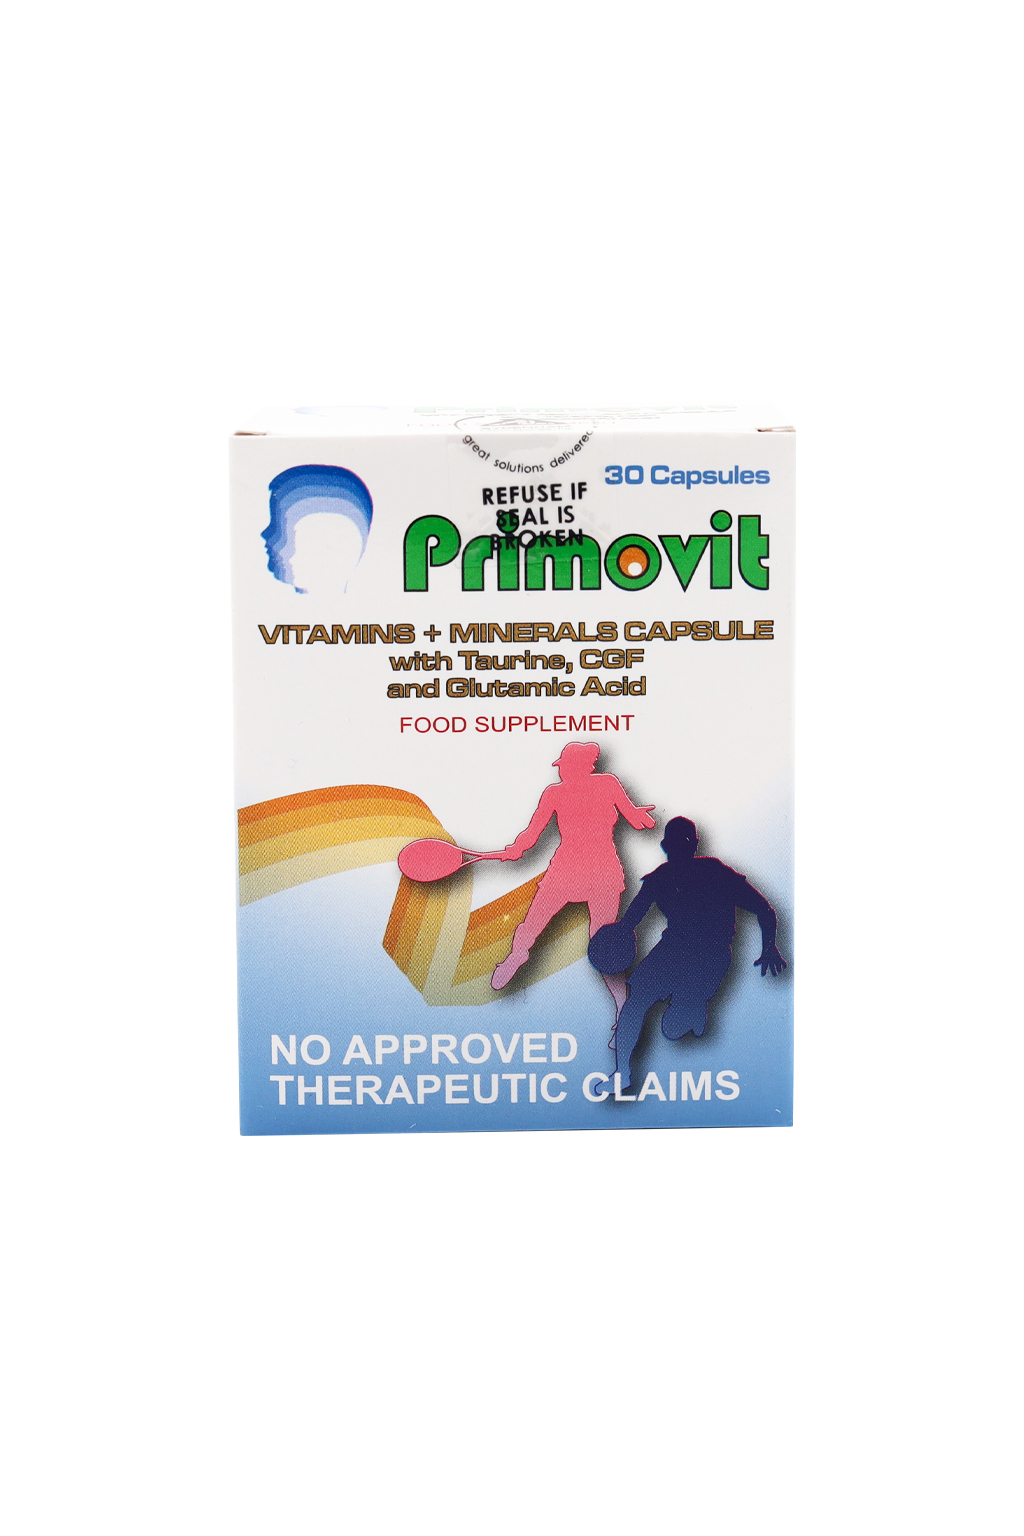 great solutions delivered
REFUSE IF
SEAL IS
BROKEN
30 Capsules
Primovit
VITAMINS + MINERALS CAPSULE
with Taurine, CGF
and Glutamic Acid
FOOD SUPPLEMENT
NO APPROVED
THERAPEUTIC CLAIMS